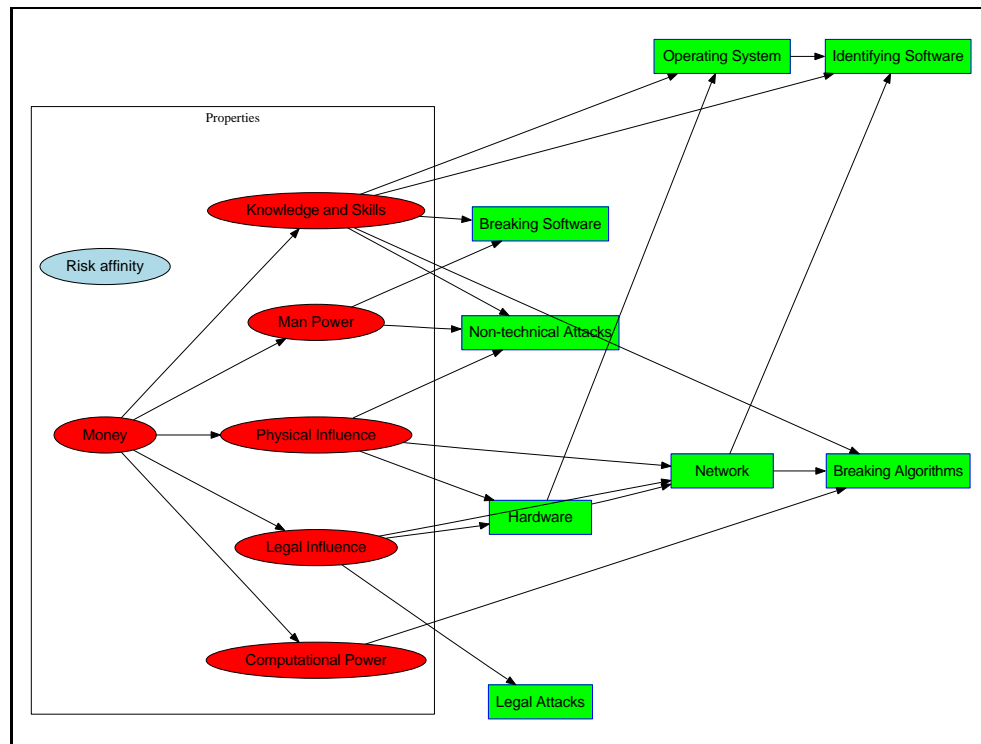 Operating System
Identifying Software
Properties
Knowledge and Skills
Breaking Software
Risk affinity
Man Power
Non-technical Attacks
Money
Physical Influence
Network
Breaking Algorithms
Hardware
Legal Influence
Computational Power
Legal Attacks